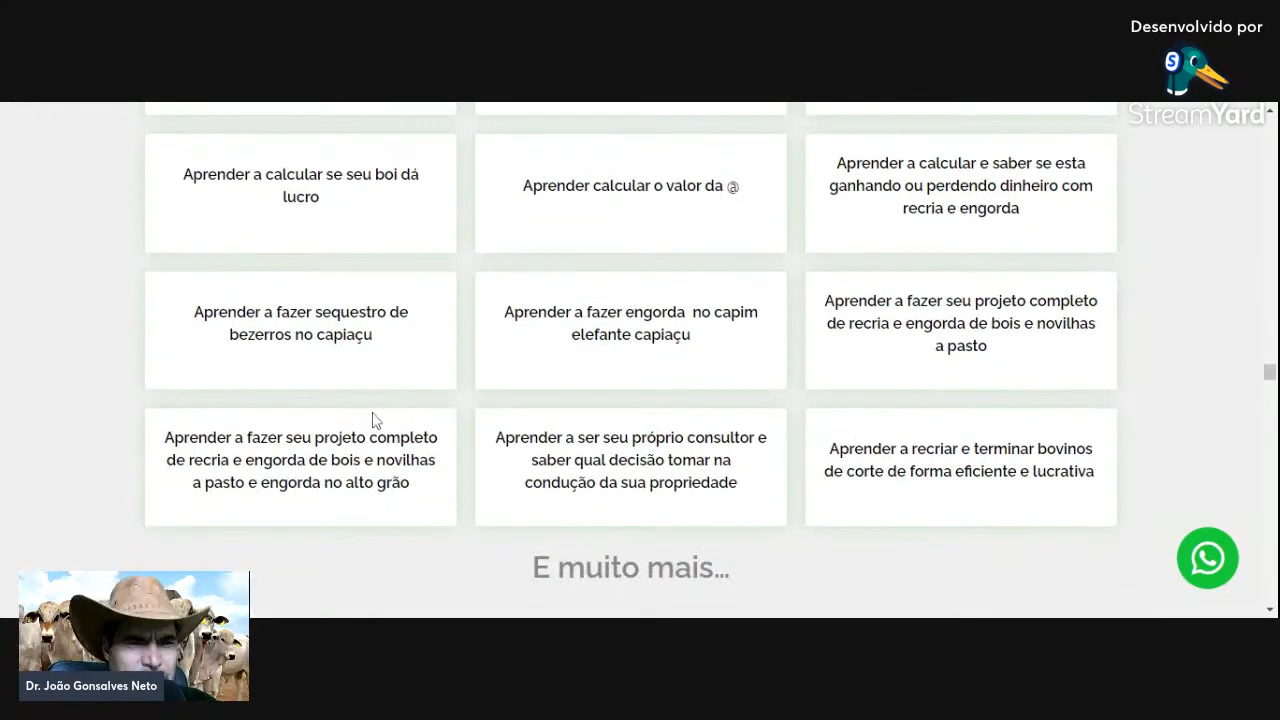 Desenvolvido por
StreamYard
Aprender a calcular se seu boi dá
lucro
Aprender calcular o valor da @
Aprender a calcular e saber se esta
ganhando ou perdendo dinheiro com
recria e engorda
Aprender a fazer sequestro de
bezerros no capiaçu
Aprender a fazer engorda no capim
elefante capiaçu
Aprender a fazer seu projeto completo
de recria e engorda de bois e novilhas
a pasto
Aprender a fazer seu projeto completo
de recria e engorda de bois e novilhas
a pasto e engorda no alto grão
Aprender a ser seu próprio consultor e
saber qual decisão tomar na
condução da sua propriedade
Aprender a recriar e terminar bovinos
de corte de forma eficiente e lucrativa
E muito mais...
Dr. João Gonsalves Neto